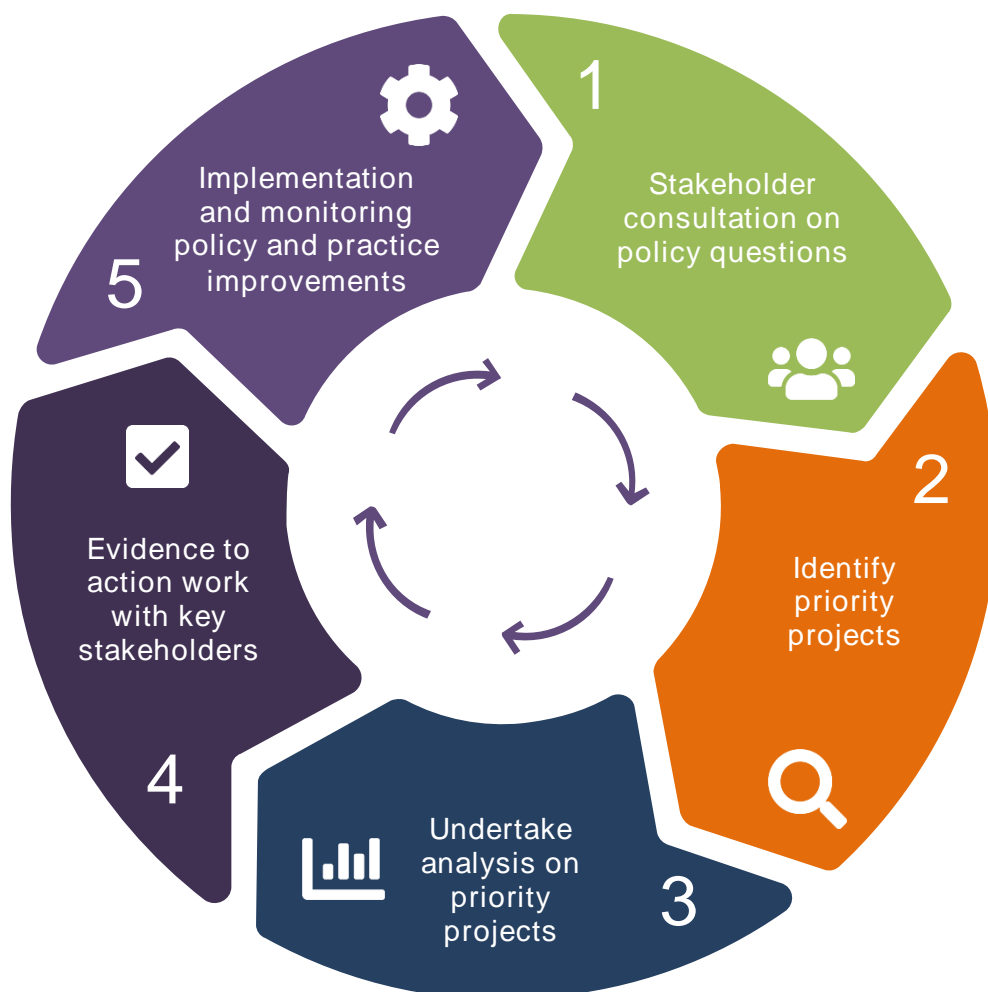 1
Stakeholder
consultation on
policy questions
2
Identify
priority
projects
3
Undertake
analysis on
priority
projects
4
Evidence to
action work
with key
stakeholders
5
Implementation
and monitoring
policy and practice
improvements